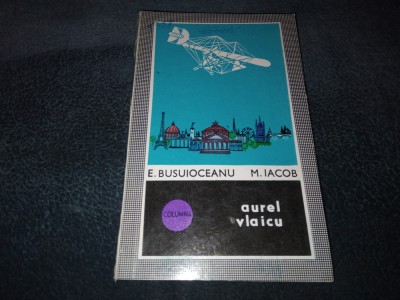 E. BUSUIOCEANU M. IACOB
aurel
vlaicu
COLUMNA